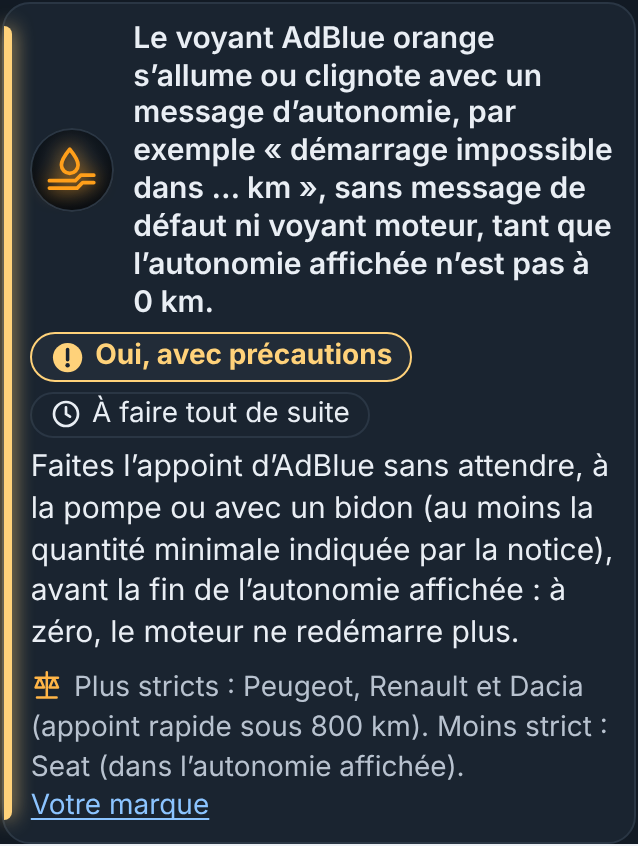 Le voyant AdBlue orange
s’allume ou clignote avec un
message d’autonomie, par
exemple « démarrage impossible
dans … km », sans message de
défaut ni voyant moteur, tant que
l’autonomie affichée n’est pas à
0 km.
Oui, avec précautions
À faire tout de suite
Faites l’appoint d’AdBlue sans attendre, à
la pompe ou avec un bidon (au moins la
quantité minimale indiquée par la notice),
avant la fin de l’autonomie affichée : à
zéro, le moteur ne redémarre plus.
Plus stricts : Peugeot, Renault et Dacia
(appoint rapide sous 800 km). Moins strict :
Seat (dans l’autonomie affichée).
Votre marque